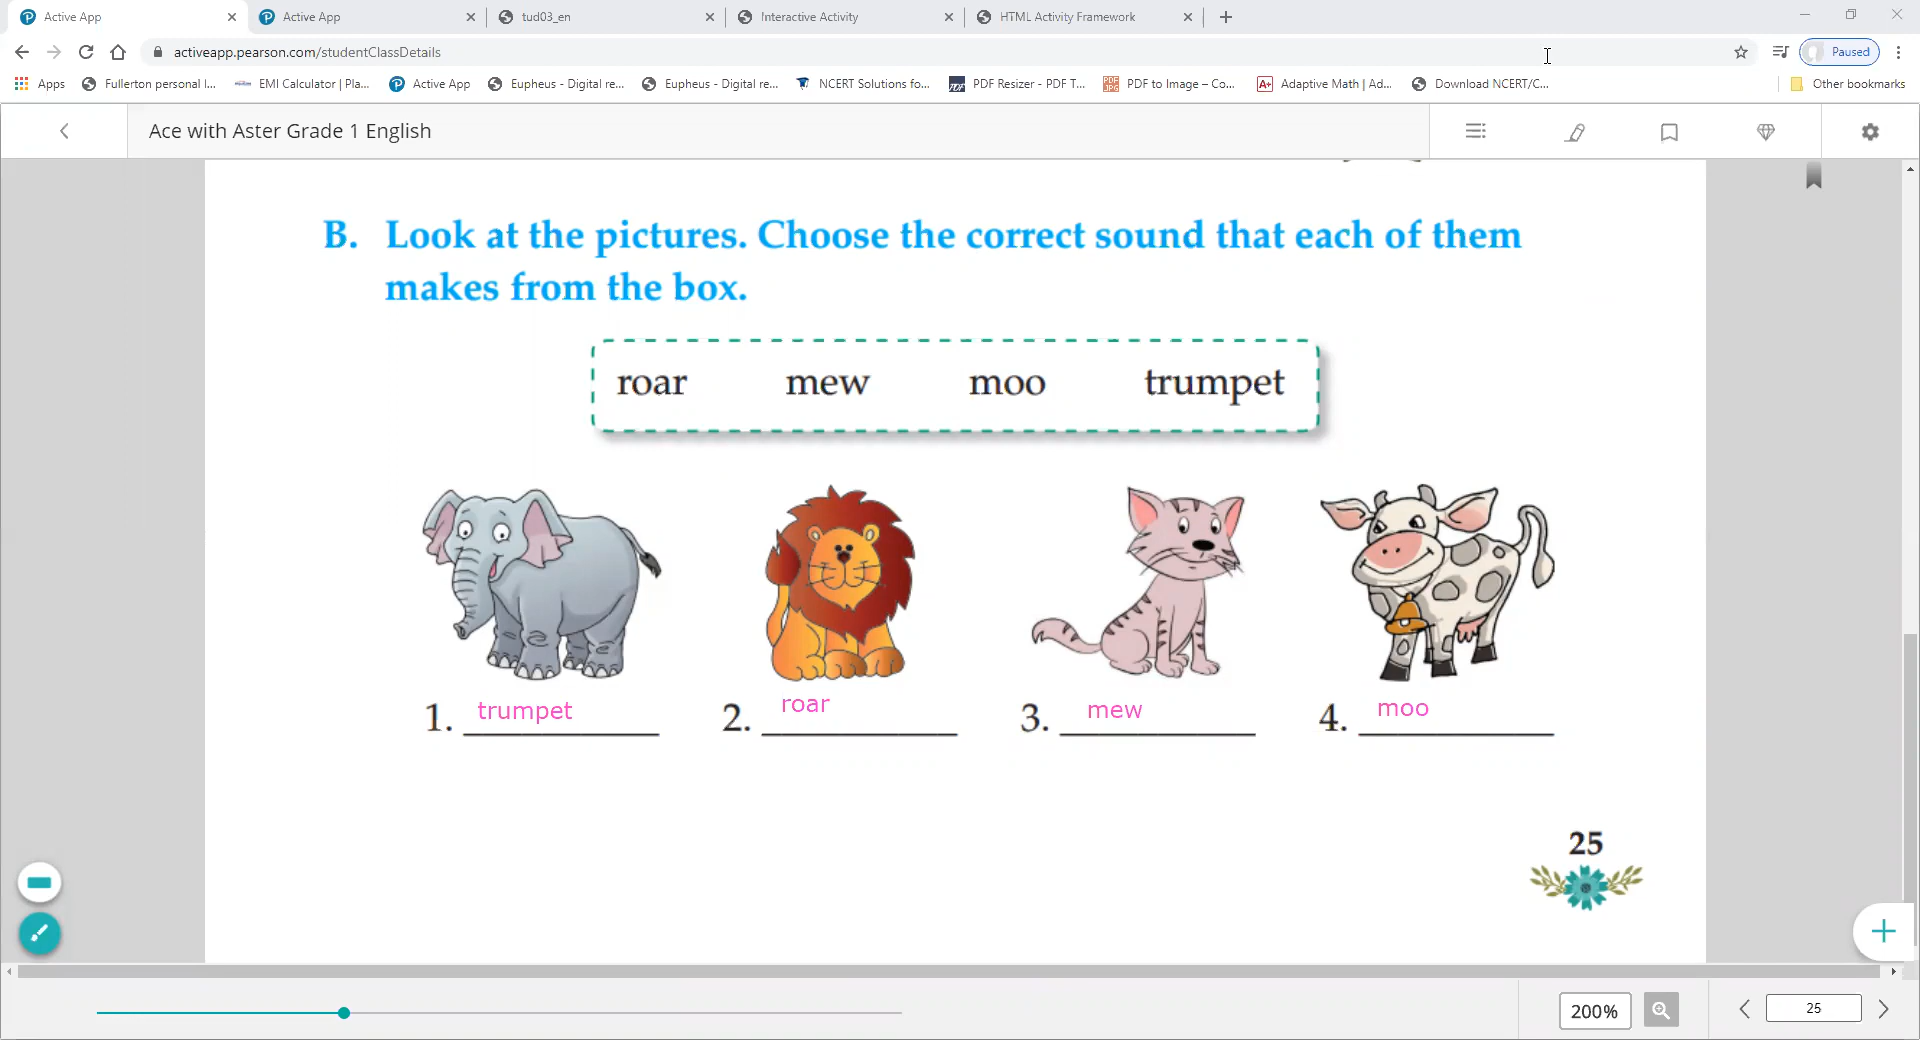 Active App
Active App
tud03_en
Interactive Activity
HTML Activity Framework
activeapp.pearson.com/studentClassDetails
Paused
Apps
Fullerton personal l...
EMI Calculator | Pla...
Active App
Eupheus - Digital re...
Eupheus - Digital re...
NCERT Solutions fo...
PDF Resizer - PDF T...
PDF to Image – Co...
Adaptive Math | Ad...
Download NCERT/C...
Other bookmarks
Ace with Aster Grade 1 English
B. Look at the pictures. Choose the correct sound that each of them
makes from the box.
roar mew moo trumpet
1. trumpet 2. roar 3. mew 4. moo
25
200%
25